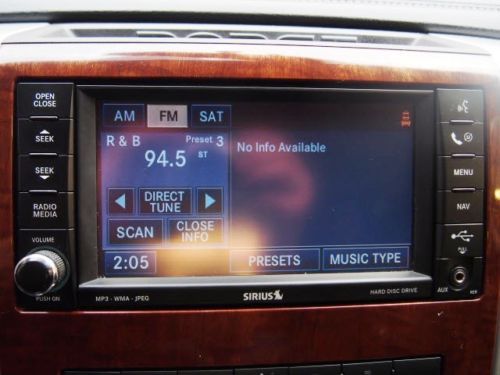 DODGE
OPEN
CLOSE
SEEK
SEEK
RADIO
MEDIA
VOLUME
PUSH ON
AM FM SAT
R & B Preset 3
94.5 ST
No Info Available
DIRECT
TUNE
SCAN CLOSE
INFO
2:05 PRESETS MUSIC TYPE
MP3 - WMA - JPEG SIRIUS HARD DISC DRIVE
MENU
NAV
PULL
AUX